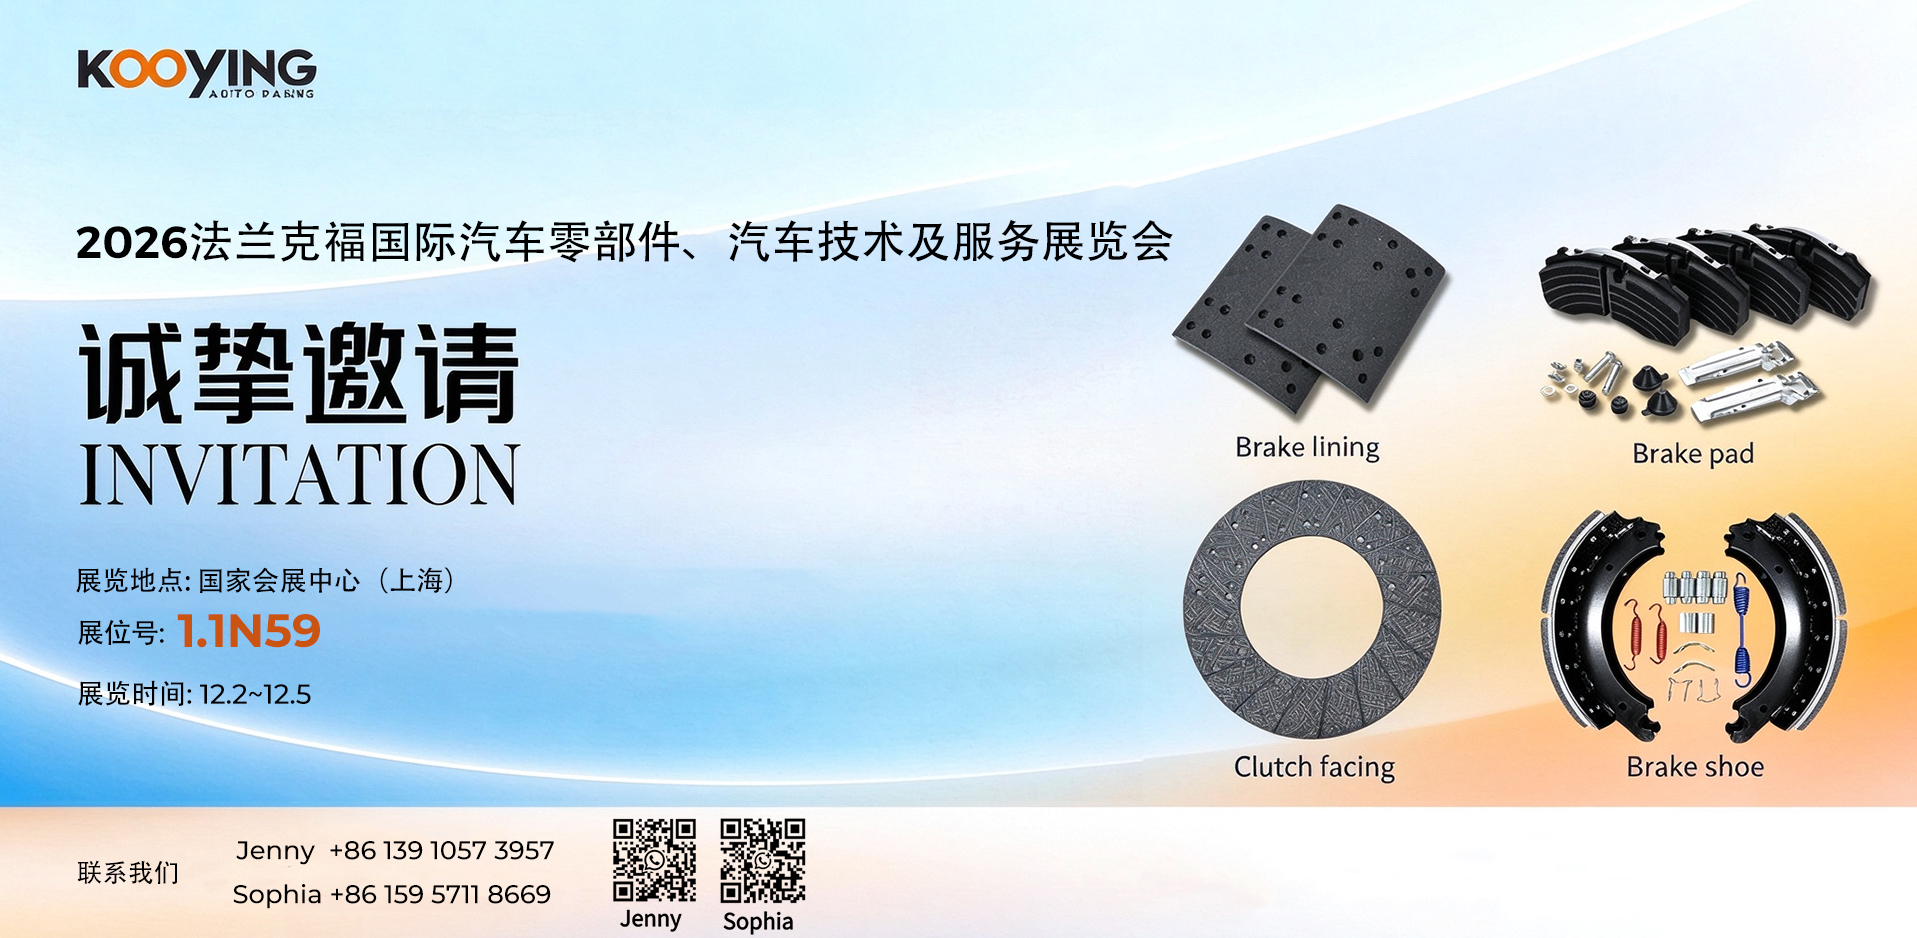 KOOYING
2026法兰克福国际汽车零部件、汽车技术及服务展览会
诚挚邀请
INVITATION
展览地点: 国家会展中心（上海）
展位号: 1.1N59
展览时间: 12.2~12.5
Brake lining
Brake pad
Clutch facing
Brake shoe
联系我们
Jenny +86 139 1057 3957
Sophia +86 159 5711 8669
Jenny
Sophia